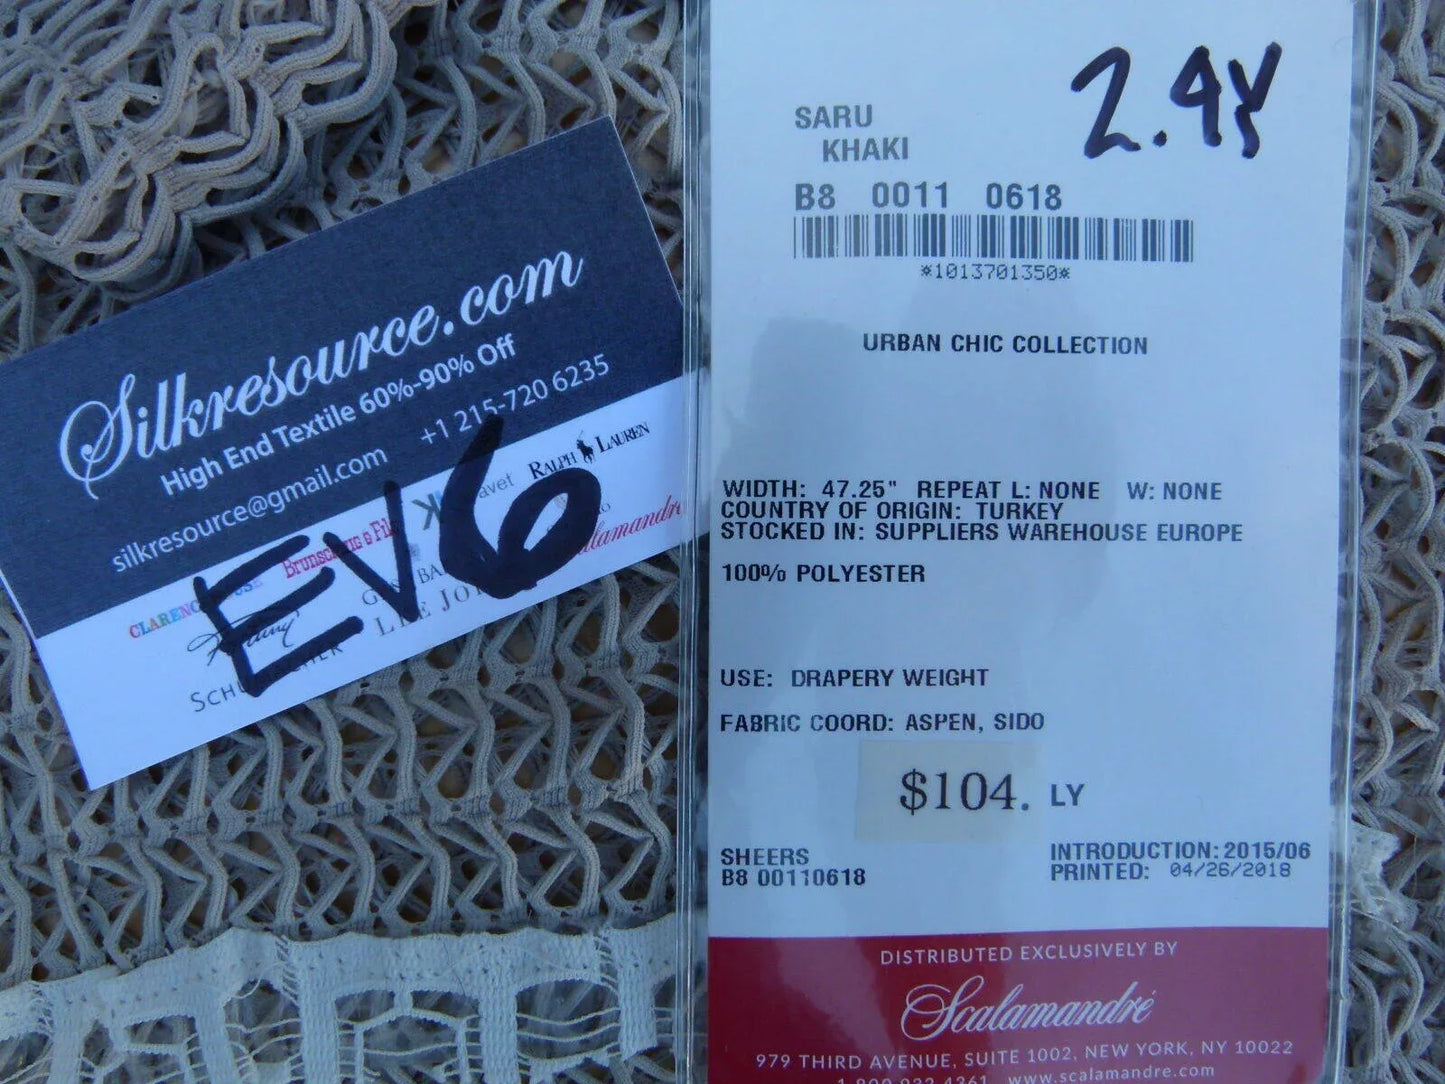 Silkresource.com
High End Textile 60%-90% Off
silkresource@gmail.com +1 215-720 6235
RALPH LAUREN
EV6
2.9Y
SARU
KHAKI
B8 0011 0618
*1013701350*
URBAN CHIC COLLECTION
WIDTH: 47.25" REPEAT L: NONE W: NONE
COUNTRY OF ORIGIN: TURKEY
STOCKED IN: SUPPLIERS WAREHOUSE EUROPE
100% POLYESTER
USE: DRAPERY WEIGHT
FABRIC COORD: ASPEN, SIDO
$104. LY
SHEERS
B8 00110618
INTRODUCTION: 2015/06
PRINTED: 04/26/2018
DISTRIBUTED EXCLUSIVELY BY
Scalamandré
979 THIRD AVENUE, SUITE 1002, NEW YORK, NY 10022
www.scalamandre.com